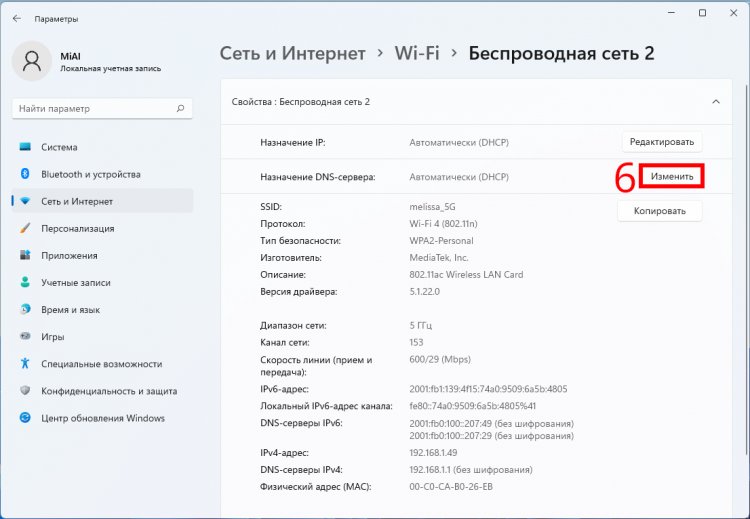 Параметры
MiAI
Локальная учетная запись
Найти параметр
Система
Bluetooth и устройства
Сеть и Интернет
Персонализация
Приложения
Учетные записи
Время и язык
Игры
Специальные возможности
Конфиденциальность и защита
Центр обновления Windows
Сеть и Интернет > Wi-Fi > Беспроводная сеть 2
Свойства : Беспроводная сеть 2
Назначение IP: Автоматически (DHCP) Редактировать
Назначение DNS-сервера: Автоматически (DHCP) 6 Изменить
SSID: melissa_5G Копировать
Протокол: Wi-Fi 4 (802.11n)
Тип безопасности: WPA2-Personal
Изготовитель: MediaTek, Inc.
Описание: 802.11ac Wireless LAN Card
Версия драйвера: 5.1.22.0
Диапазон сети: 5 ГГц
Канал сети: 153
Скорость линии (прием и 600/29 (Mbps)
передача):
IPv6-адрес: 2001:fb1:139:4f15:74a0:9509:6a5b:4805
Локальный IPv6-адрес канала: fe80::74a0:9509:6a5b:4805%41
DNS-серверы IPv6: 2001:fb0:100::207:49 (без шифрования)
2001:fb0:100::207:29 (без шифрования)
IPv4-адрес: 192.168.1.49
DNS-серверы IPv4: 192.168.1.1 (без шифрования)
Физический адрес (MAC): 00-C0-CA-B0-26-EB